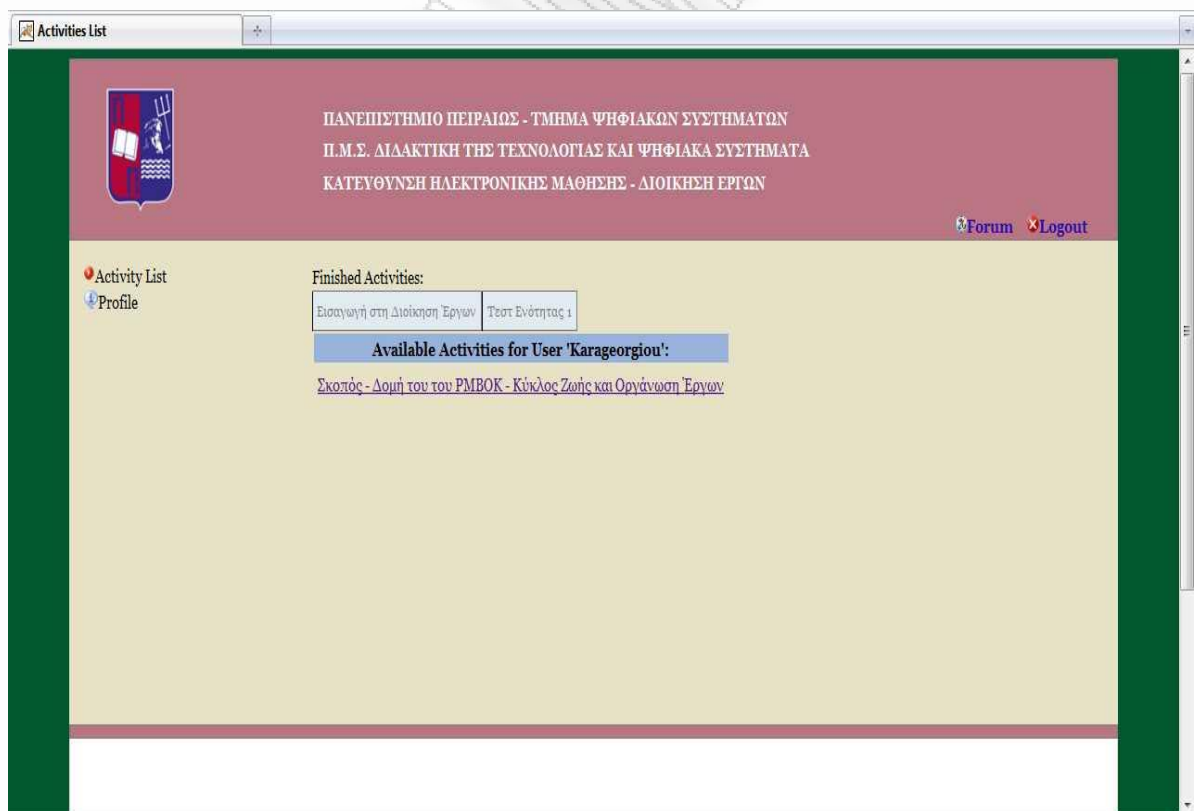 Activities List
ΠΑΝΕΠΙΣΤΗΜΙΟ ΠΕΙΡΑΙΩΣ - ΤΜΗΜΑ ΨΗΦΙΑΚΩΝ ΣΥΣΤΗΜΑΤΩΝ
Π.Μ.Σ. ΔΙΔΑΚΤΙΚΗ ΤΗΣ ΤΕΧΝΟΛΟΓΙΑΣ ΚΑΙ ΨΗΦΙΑΚΑ ΣΥΣΤΗΜΑΤΑ
ΚΑΤΕΥΘΥΝΣΗ ΗΛΕΚΤΡΟΝΙΚΗΣ ΜΑΘΗΣΗΣ - ΔΙΟΙΚΗΣΗ ΕΡΓΩΝ
Forum Logout
Activity List
Profile
Finished Activities:
Εισαγωγή στη Διοίκηση Έργων Τεστ Ενότητας 1
Available Activities for User 'Karageorgiou':
Σκοπός - Δομή του του PMBOK - Κύκλος Ζωής και Οργάνωση Έργων